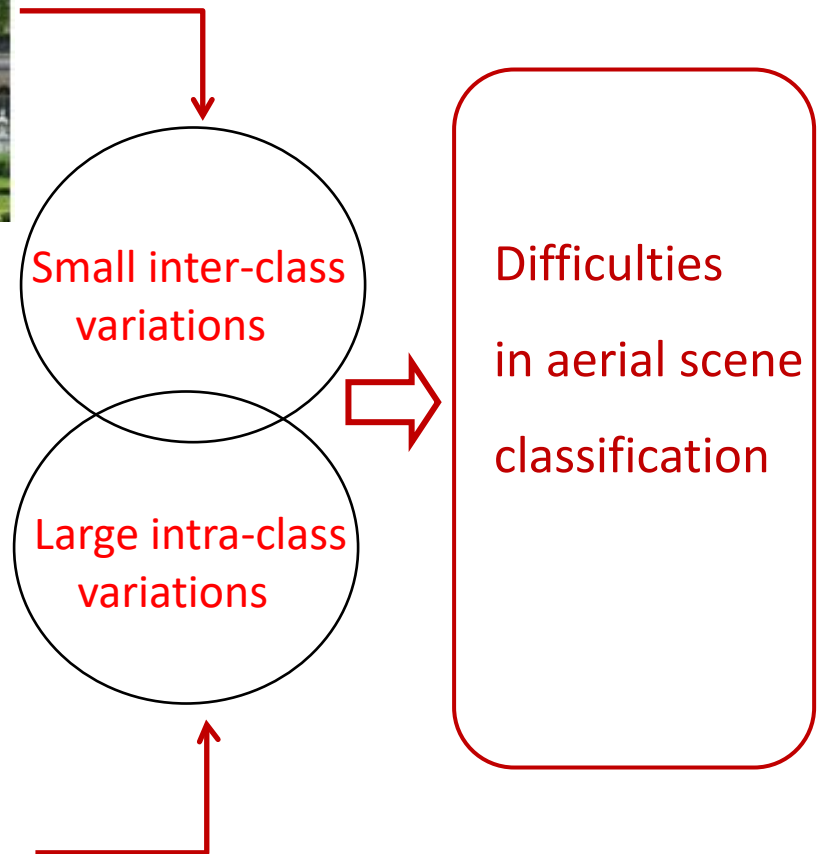 Small inter-class
variations
Large intra-class
variations
Difficulties
in aerial scene
classification